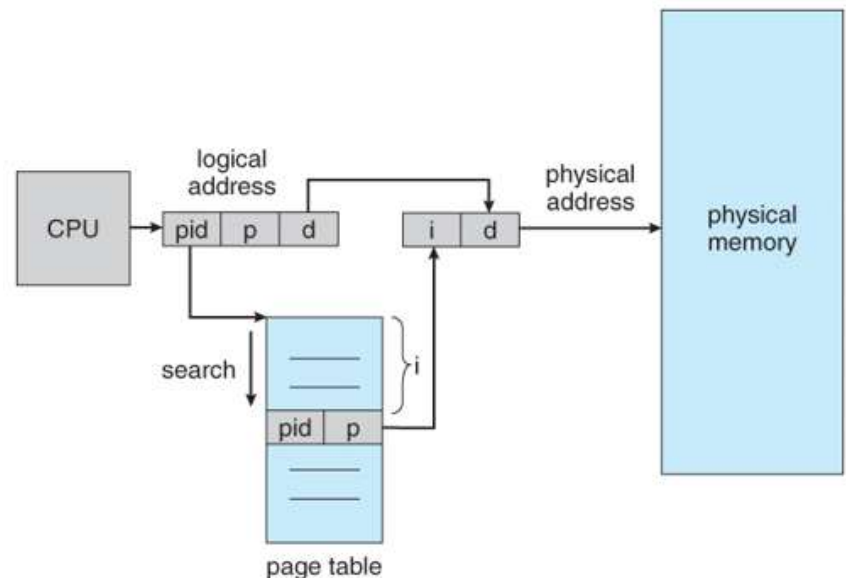 logical
address
CPU
pid p d
i d
physical
address
physical
memory
search
i
pid p
page table